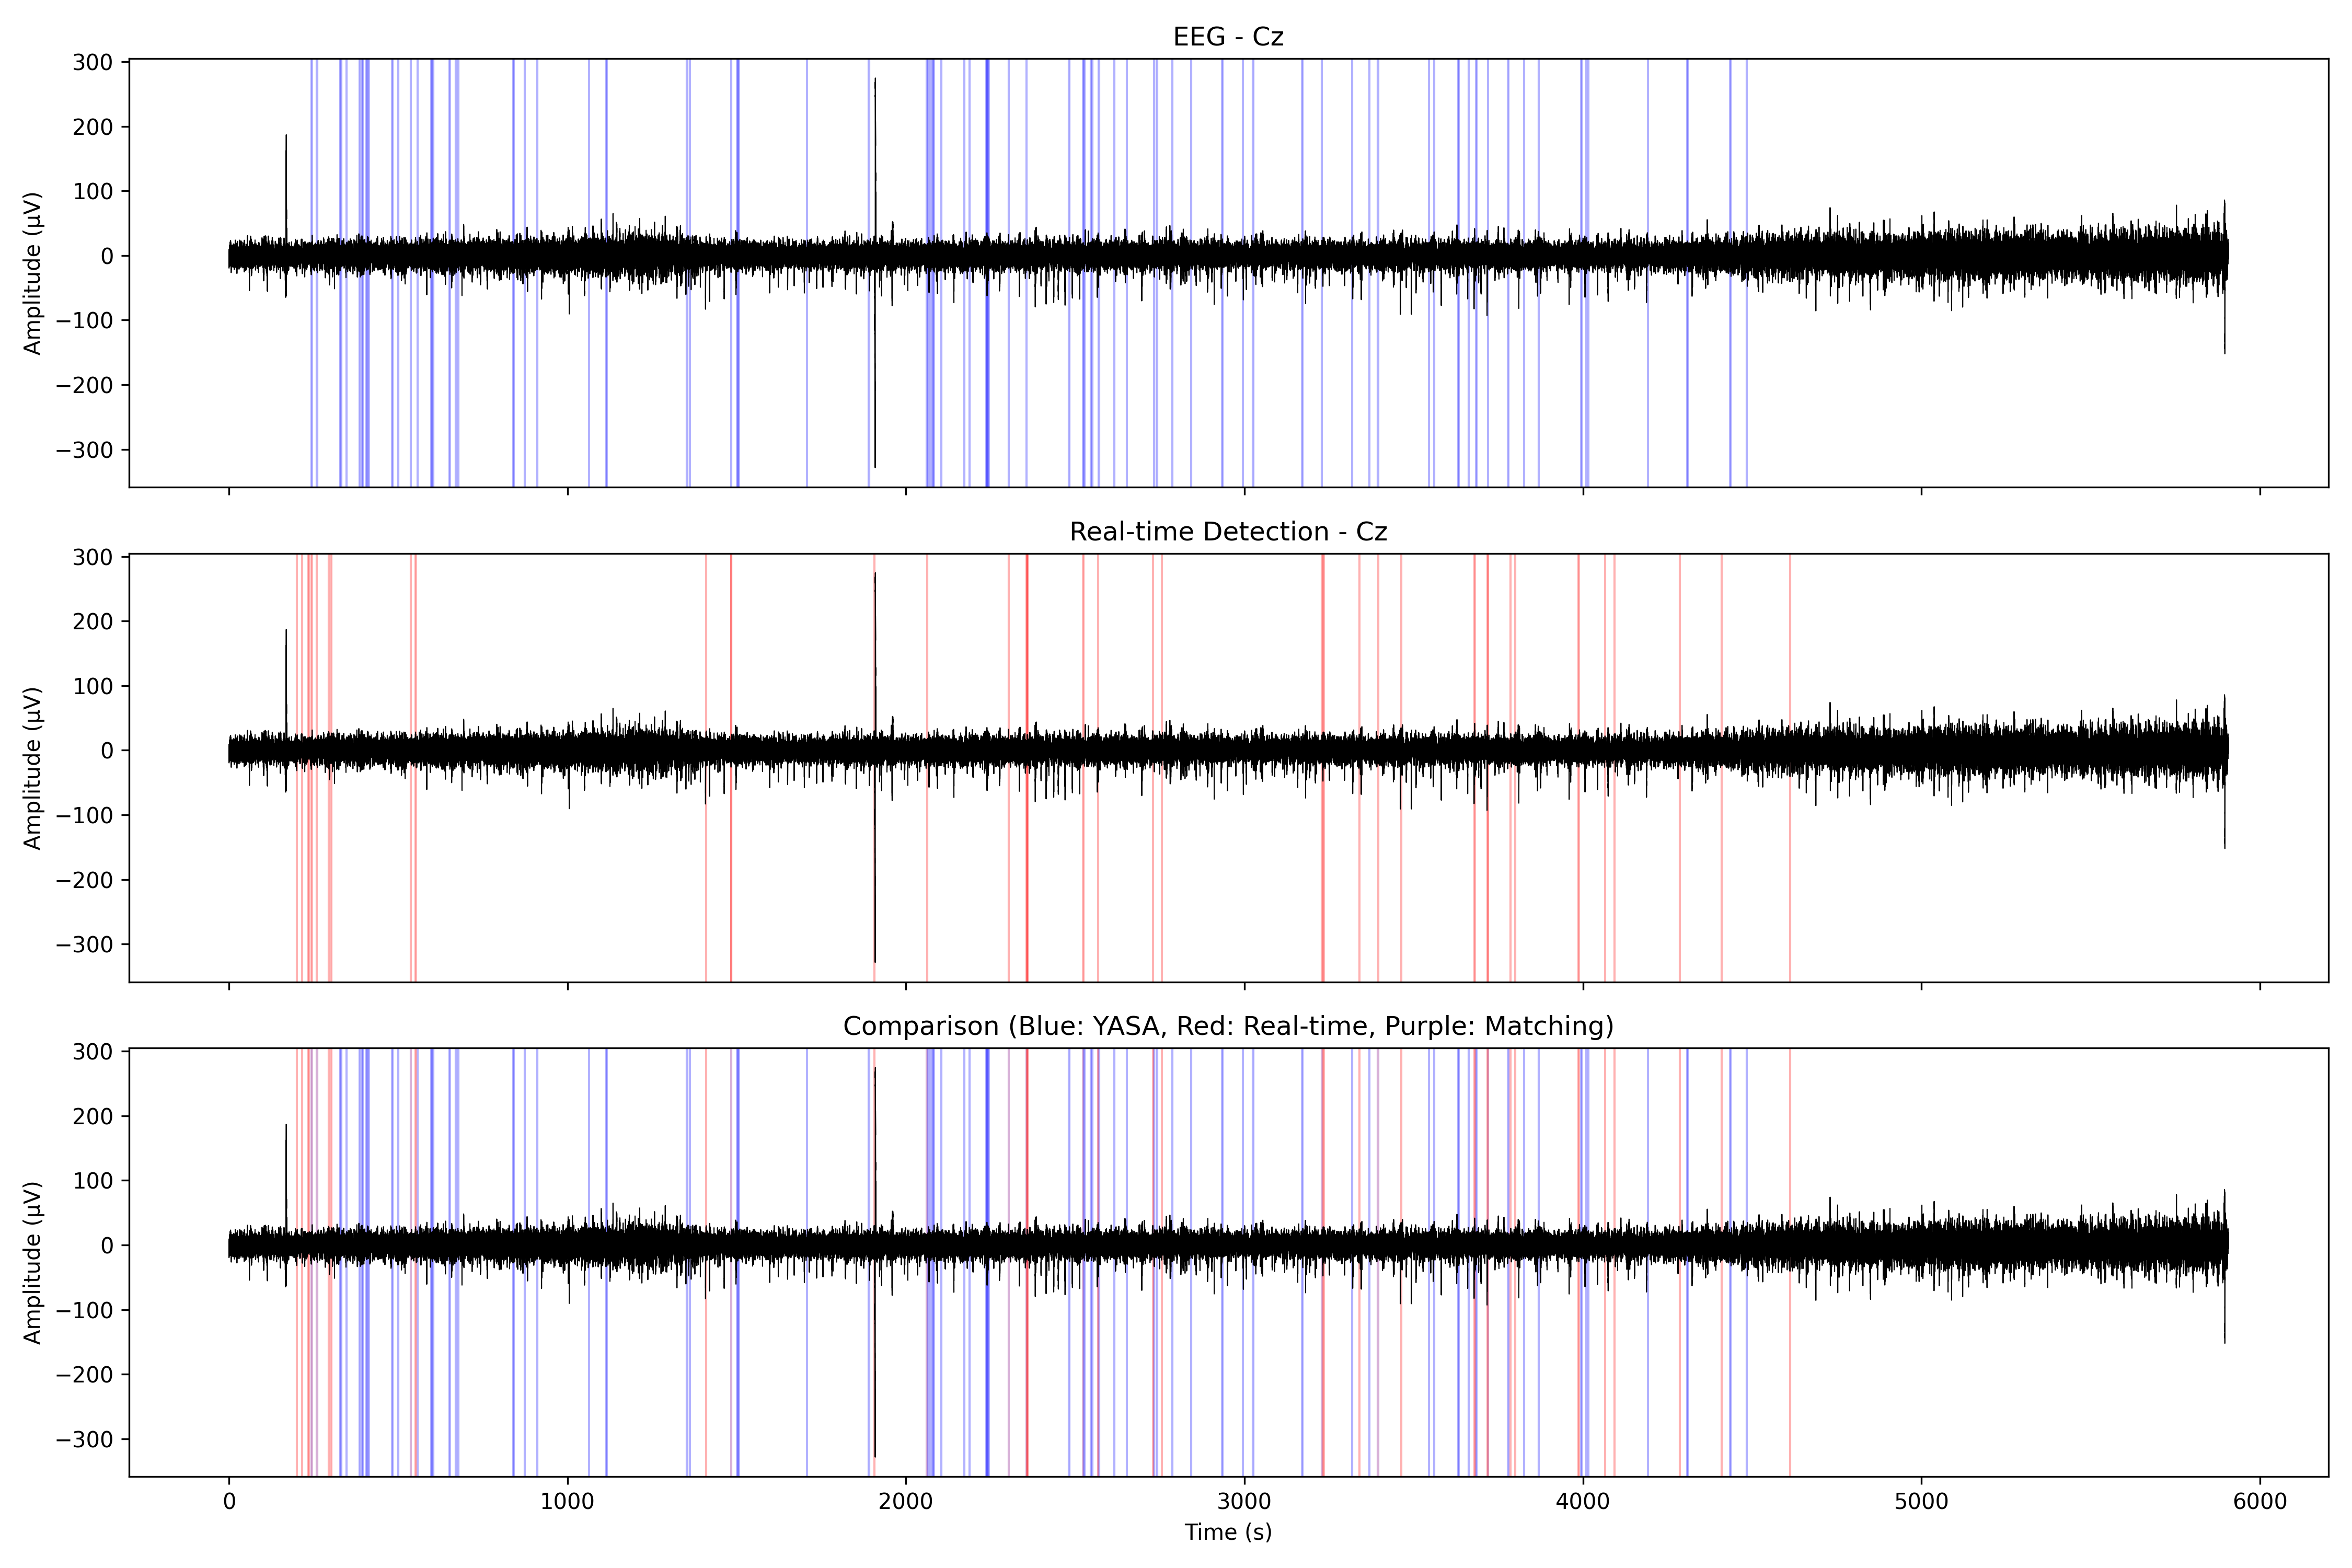 EEG - Cz
300
200
100
0
−100
−200
−300
Amplitude (µV)
Real-time Detection - Cz
300
200
100
0
−100
−200
−300
Amplitude (µV)
Comparison (Blue: YASA, Red: Real-time, Purple: Matching)
300
200
100
0
−100
−200
−300
Amplitude (µV)
0 1000 2000 3000 4000 5000 6000
Time (s)